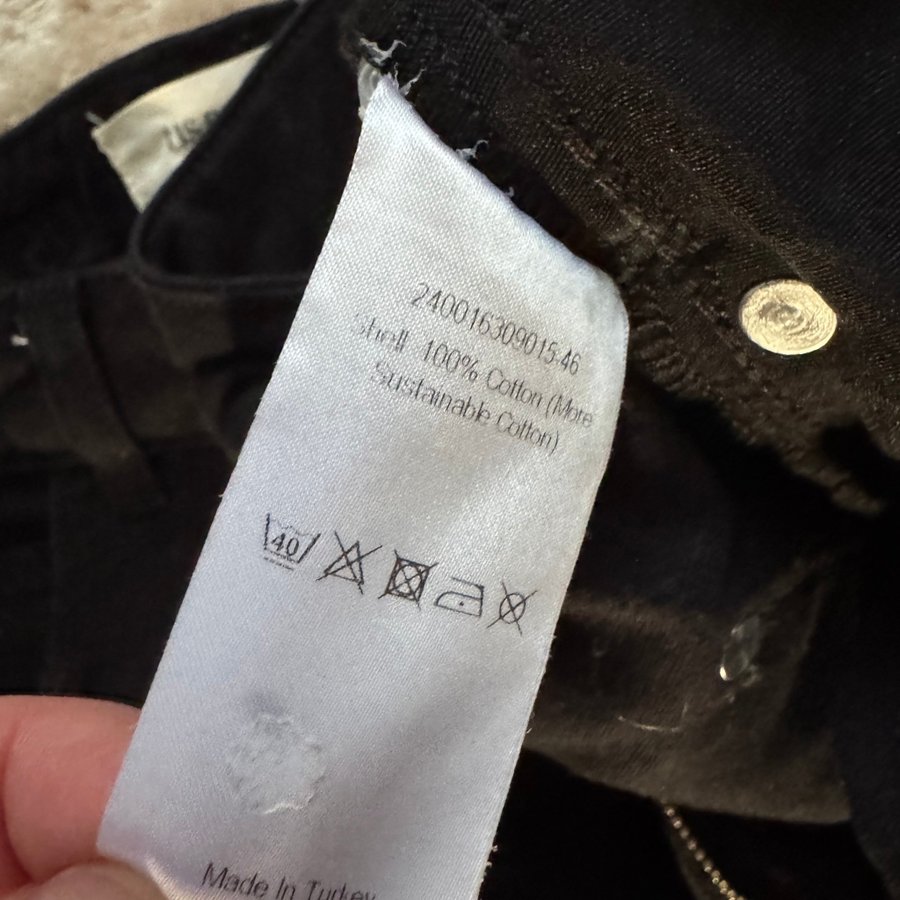 240016309015-46
Shell 100% Cotton (More
Sustainable Cotton)
40
Made In Turkey